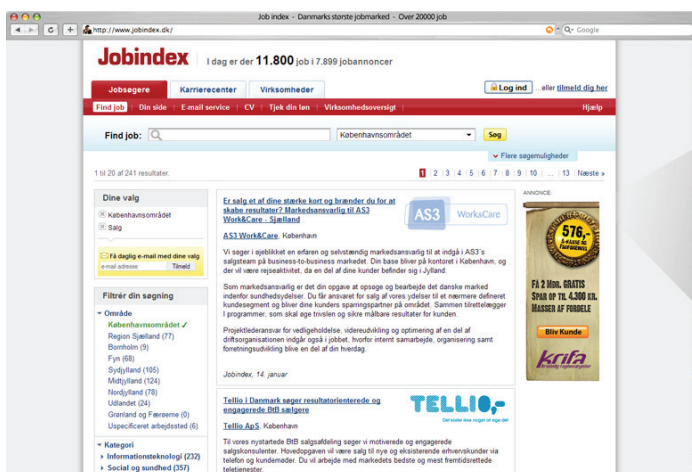 Job index - Danmarks største jobmarked - Over 20000 job
http://www.jobindex.dk/
Google
Jobindex
I dag er der 11.800 job i 7.899 jobannoncer
Jobsøgere
Karrierecenter
Virksomheder
Log ind ...eller tilmeld dig her
Find job | Din side | E-mail service | CV | Tjek din løn | Virksomhedsoversigt |
Hjælp
Find job:
Københavnsområdet
Søg
Flere søgemuligheder
1 til 20 af 241 resultater.
1 | 2 | 3 | 4 | 5 | 6 | 7 | 8 | 9 | 10 | ... | 13 | Næste »
Dine valg
Københavnsområdet
Salg
Få daglig e-mail med dine valg
e-mail adresse
Tilmeld
Filtrér din søgning
Område
Københavnsområdet ✓
Region Sjælland (77)
Bornholm (9)
Fyn (68)
Sydjylland (105)
Midtjylland (124)
Nordjylland (78)
Udlandet (24)
Grønland og Færøerne (0)
Uspecificeret arbejdssted (6)
Kategori
Informationsteknologi (232)
Social og sundhed (357)
Er salg et af dine stærke kort og brænder du for at
skabe resultater? Markedsansvarlig til AS3
Work&Care - Sjælland
AS3
WorksCare
AS3 Work&Care, København
Vi søger i øjeblikket en erfaren og selvstændig markedsansvarlig til at indgå i AS3's
salgsteam på business-to-business markedet. Din base bliver på kontoret i København, og
der vil være rejseaktivitet, da en del af dine kunder befinder sig i Jylland.
Som markedsansvarlig er det din opgave at opsøge og bearbejde det danske marked
indenfor sundhedsydelser. Du får ansvaret for salg af vores ydelser til et nærmere defineret
kundesegment og bliver dine kunders sparringspartner på området. Sammen tilrettelægger
I programmer, som skal øge trivslen og sikre målbare resultater for kunden.
Projektlederansvar for vedligeholdelse, videreudvikling og optimering af en del af
driftsorganisationen indgår også i jobbet, hvorfor internt samarbejde, organisering samt
forretningsudvikling blive en del af din hverdag.
Jobindex, 14. januar
Tellio i Danmark søger resultatorienterede og
engagerede BtB sælgere
TELLIO,-
Tellio ApS, København
Til vores nystartede BtB salgsafdeling søger vi motiverede og engagerede
salgskonsulenter. Hovedopgaven vil være salg til nye og eksisterende erhvervskunder via
telefon og kundemøder. Du vil arbejde med markedets bedste og mest fremtidsrettede
teletjenester.
ANNONCE:
576,-
A-KASSE OG
FAGFORENING
FÅ 2 MDR. GRATIS
SPAR OP TIL 4.300 KR.
MASSER AF FORDELE
Bliv Kunde
krifa